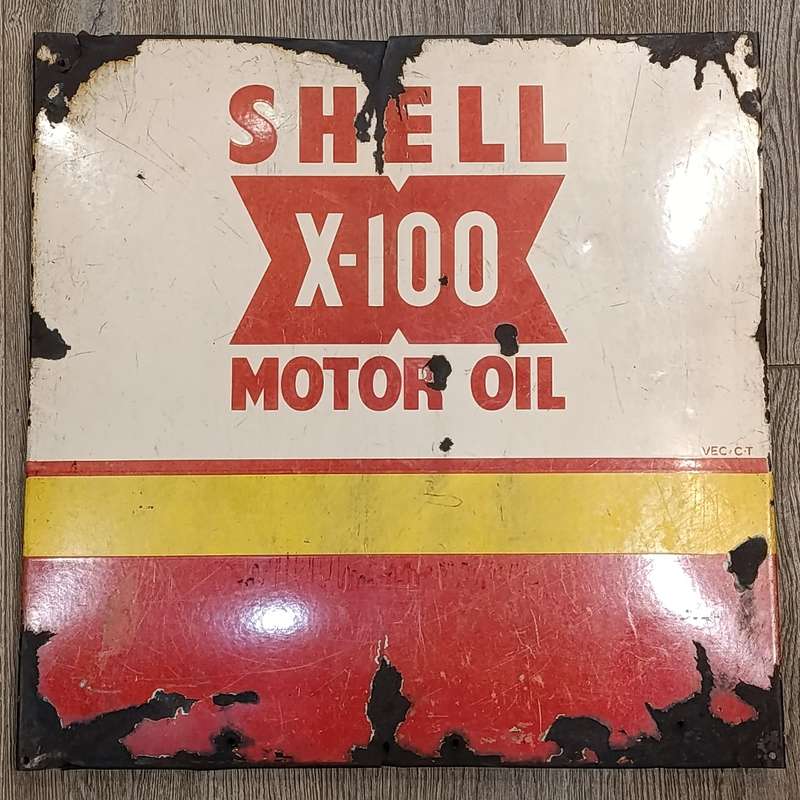 SHELL
X-100
MOTOR OIL
VEC·C·T